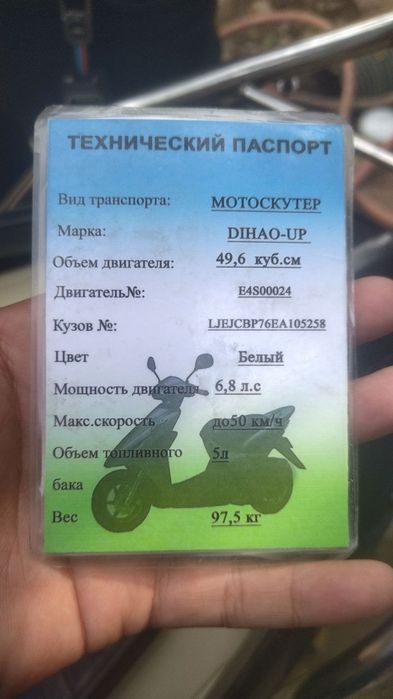 ТЕХНИЧЕСКИЙ ПАСПОРТ
Вид транспорта: МОТОСКУТЕР
Марка: DIHAO-UP
Объем двигателя: 49,6 куб.см
Двигатель№: E4S00024
Кузов №: LJEJCBP76EA105258
Цвет Белый
Мощность двигателя 6,8 л.с
Макс.скорость до50 км/ч
Объем топливного 5л
бака
Вес 97,5 кг